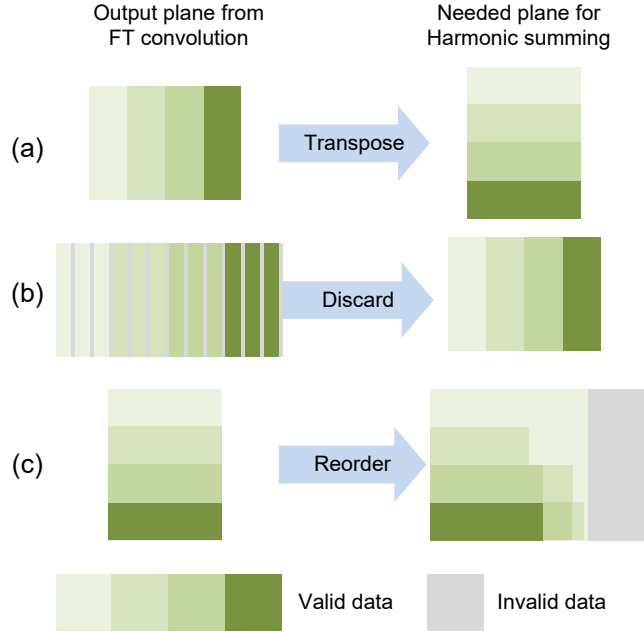 Output plane from
FT convolution
Needed plane for
Harmonic summing
(a)
Transpose
(b)
Discard
(c)
Reorder
Valid data
Invalid data